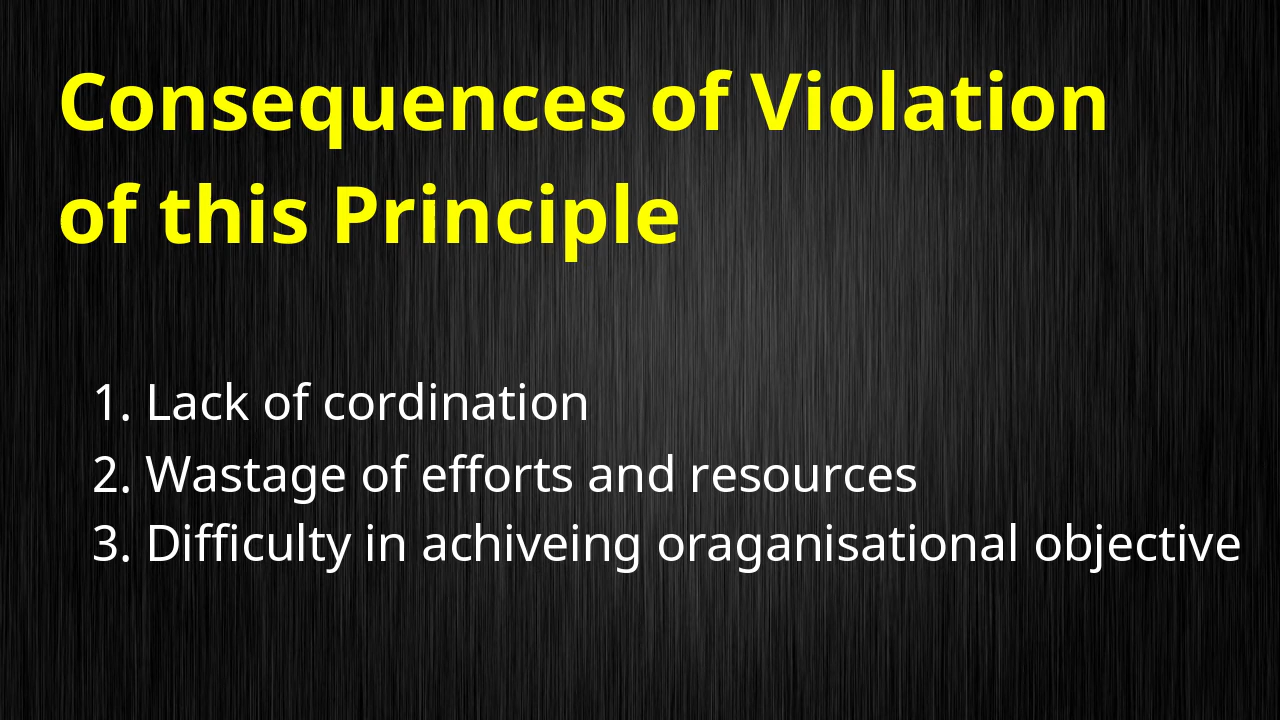 Consequences of Violation
of this Principle
1. Lack of cordination
2. Wastage of efforts and resources
3. Difficulty in achiveing oraganisational objective